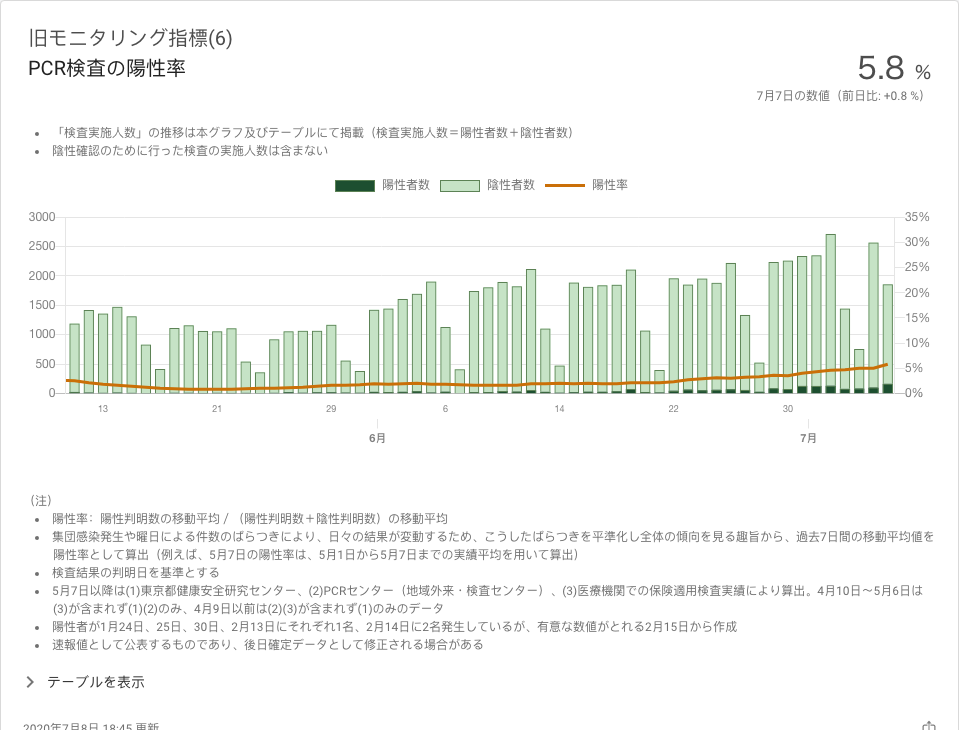 旧モニタリング指標(6)
PCR検査の陽性率
5.8 %
7月7日の数値（前日比: +0.8 %）
「検査実施人数」の推移は本グラフ及びテーブルにて掲載（検査実施人数＝陽性者数＋陰性者数）
陰性確認のために行った検査の実施人数は含まない
陽性者数 陰性者数 陽性率
3000 35%
2500 30%
2000 25%
1500 20%
1000 15%
500 10%
0 5%
0%
13 21 29 6 14 22 30
6月 7月
（注）
陽性率：陽性判明数の移動平均 / （陽性判明数＋陰性判明数）の移動平均
集団感染発生や曜日による件数のばらつきにより、日々の結果が変動するため、こうしたばらつきを平準化し全体の傾向を見る趣旨から、過去7日間の移動平均値を
陽性率として算出（例えば、5月7日の陽性率は、5月1日から5月7日までの実績平均を用いて算出）
検査結果の判明日を基準とする
5月7日以降は(1)東京都健康安全研究センター、(2)PCRセンター（地域外来・検査センター）、(3)医療機関での保険適用検査実績により算出。4月10日～5月6日は
(3)が含まれず(1)(2)のみ、4月9日以前は(2)(3)が含まれず(1)のみのデータ
陽性者が1月24日、25日、30日、2月13日にそれぞれ1名、2月14日に2名発生しているが、有意な数値がとれる2月15日から作成
速報値として公表するものであり、後日確定データとして修正される場合がある
テーブルを表示
2020年7月8日 18:45 更新